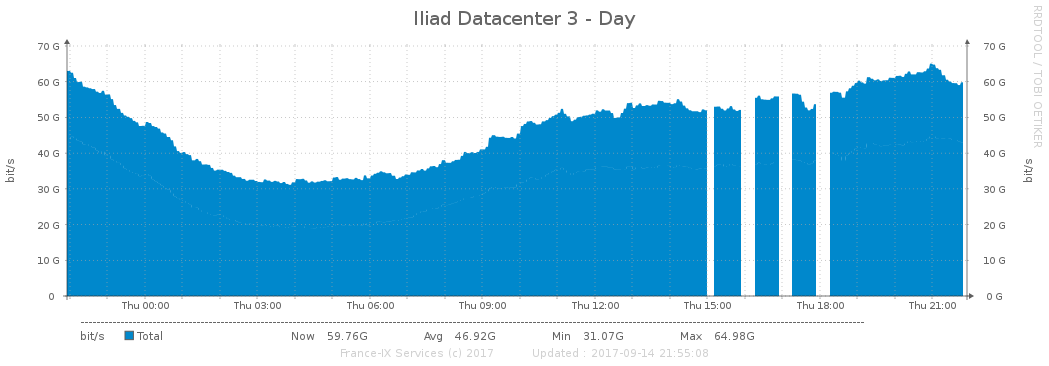 Iliad Datacenter 3 - Day
RRDTOOL / TOBI OETIKER
70 G 70 G
60 G 60 G
50 G 50 G
40 G 40 G
30 G 30 G
20 G 20 G
10 G 10 G
0 0 G
bit/s bit/s
Thu 00:00 Thu 03:00 Thu 06:00 Thu 09:00 Thu 12:00 Thu 15:00 Thu 18:00 Thu 21:00
bit/s Total Now 59.76G Avg 46.92G Min 31.07G Max 64.98G
France-IX Services (c) 2017 Updated : 2017-09-14 21:55:08